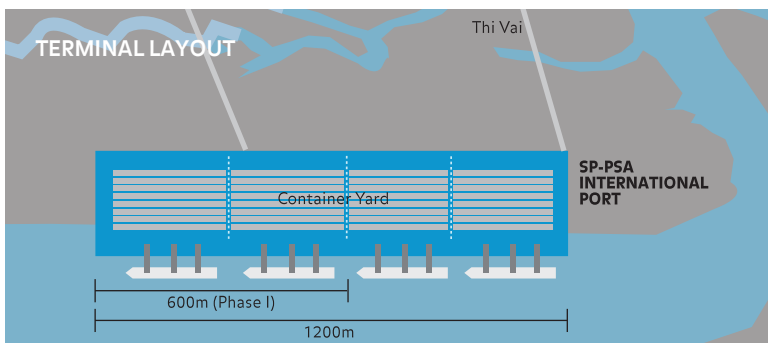 Thi Vai
TERMINAL LAYOUT
SP-PSA
INTERNATIONAL
PORT
Container Yard
600m (Phase I)
1200m